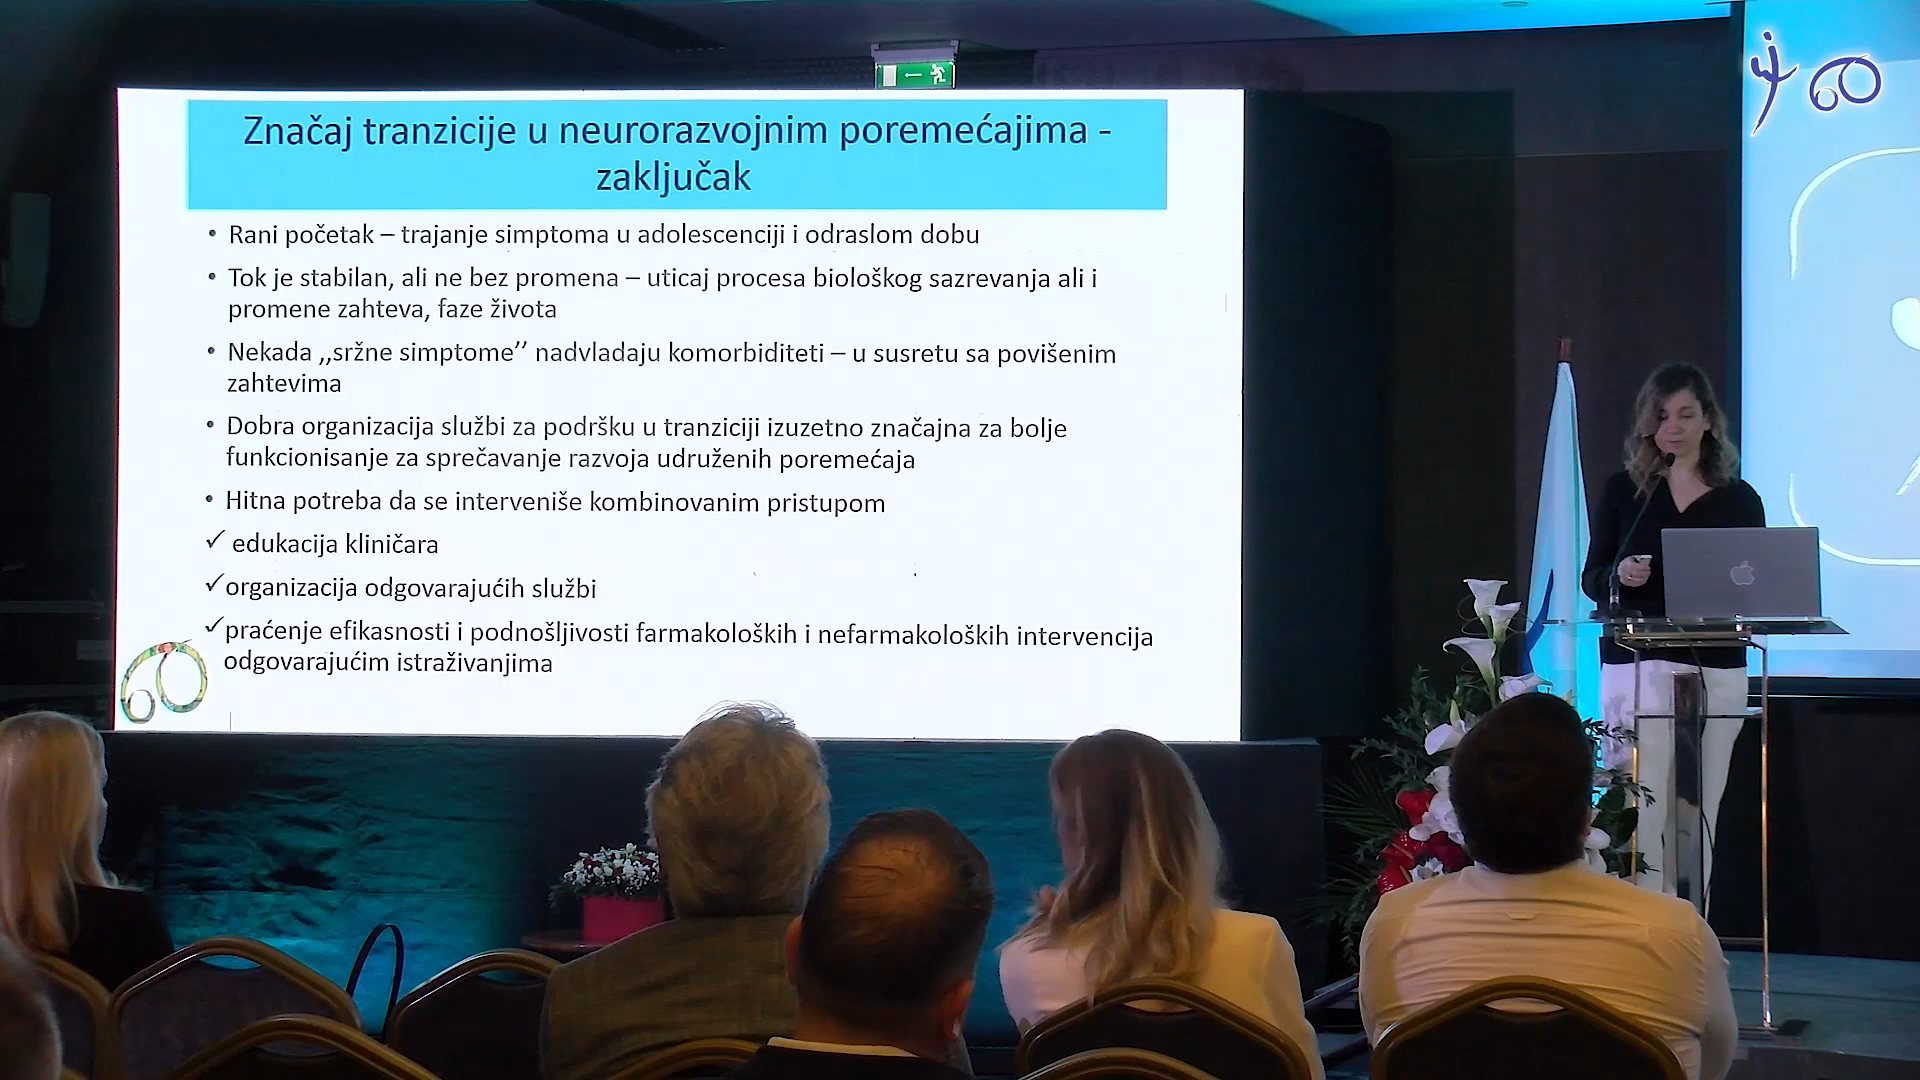 Značaj tranzicije u neurorazvojnim poremećajima -
zaključak
• Rani početak – trajanje simptoma u adolescenciji i odraslom dobu
• Tok je stabilan, ali ne bez promena – uticaj procesa biološkog sazrevanja ali i
promene zahteva, faze života
• Nekada ,,sržne simptome’’ nadvladaju komorbiditeti – u susretu sa povišenim
zahtevima
• Dobra organizacija službi za podršku u tranziciji izuzetno značajna za bolje
funkcionisanje za sprečavanje razvoja udruženih poremećaja
• Hitna potreba da se interveniše kombinovanim pristupom
✓ edukacija kliničara
✓organizacija odgovarajućih službi
✓praćenje efikasnosti i podnošljivosti farmakoloških i nefarmakoloških intervencija
odgovarajućim istraživanjima